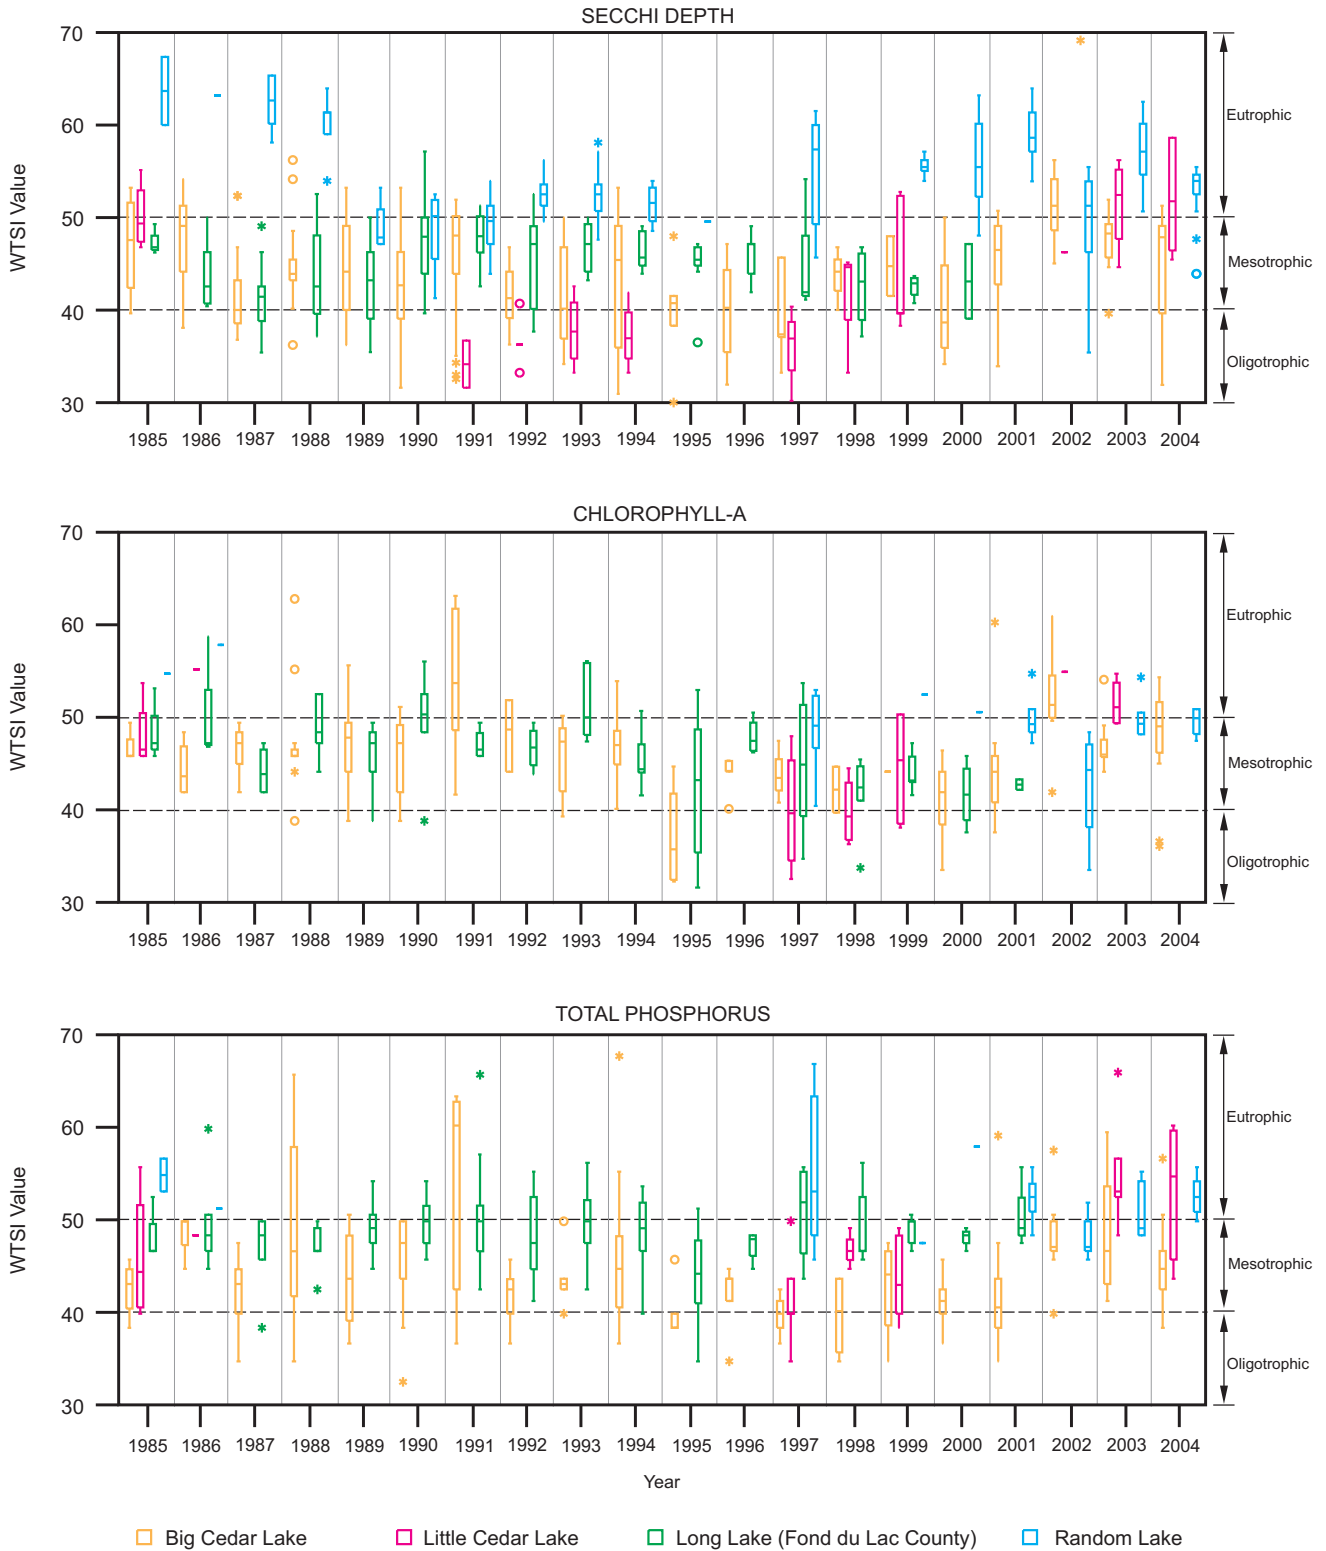 SECCHI DEPTH
70
60
50
40
30
WTSI Value
Eutrophic
Mesotrophic
Oligotrophic
1985 1986 1987 1988 1989 1990 1991 1992 1993 1994 1995 1996 1997 1998 1999 2000 2001 2002 2003 2004
CHLOROPHYLL-A
70
60
50
40
30
WTSI Value
Eutrophic
Mesotrophic
Oligotrophic
1985 1986 1987 1988 1989 1990 1991 1992 1993 1994 1995 1996 1997 1998 1999 2000 2001 2002 2003 2004
TOTAL PHOSPHORUS
70
60
50
40
30
WTSI Value
Eutrophic
Mesotrophic
Oligotrophic
1985 1986 1987 1988 1989 1990 1991 1992 1993 1994 1995 1996 1997 1998 1999 2000 2001 2002 2003 2004
Year
Big Cedar Lake Little Cedar Lake Long Lake (Fond du Lac County) Random Lake